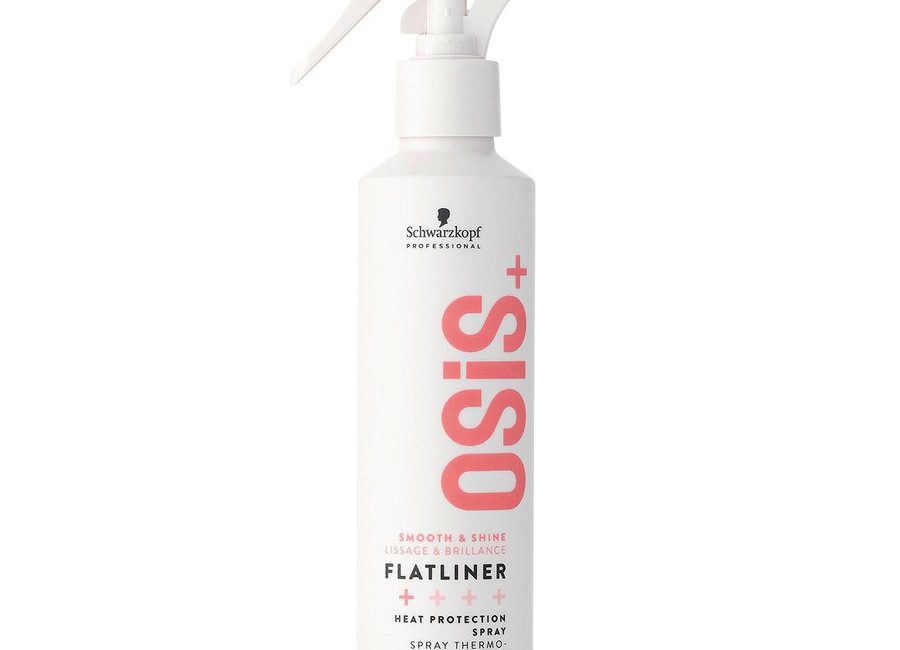 Schwarzkopf
PROFESSIONAL
OSiS+
SMOOTH & SHINE
LISSAGE & BRILLANCE
FLATLINER
+ + + +
HEAT PROTECTION
SPRAY
SPRAY THERMO-